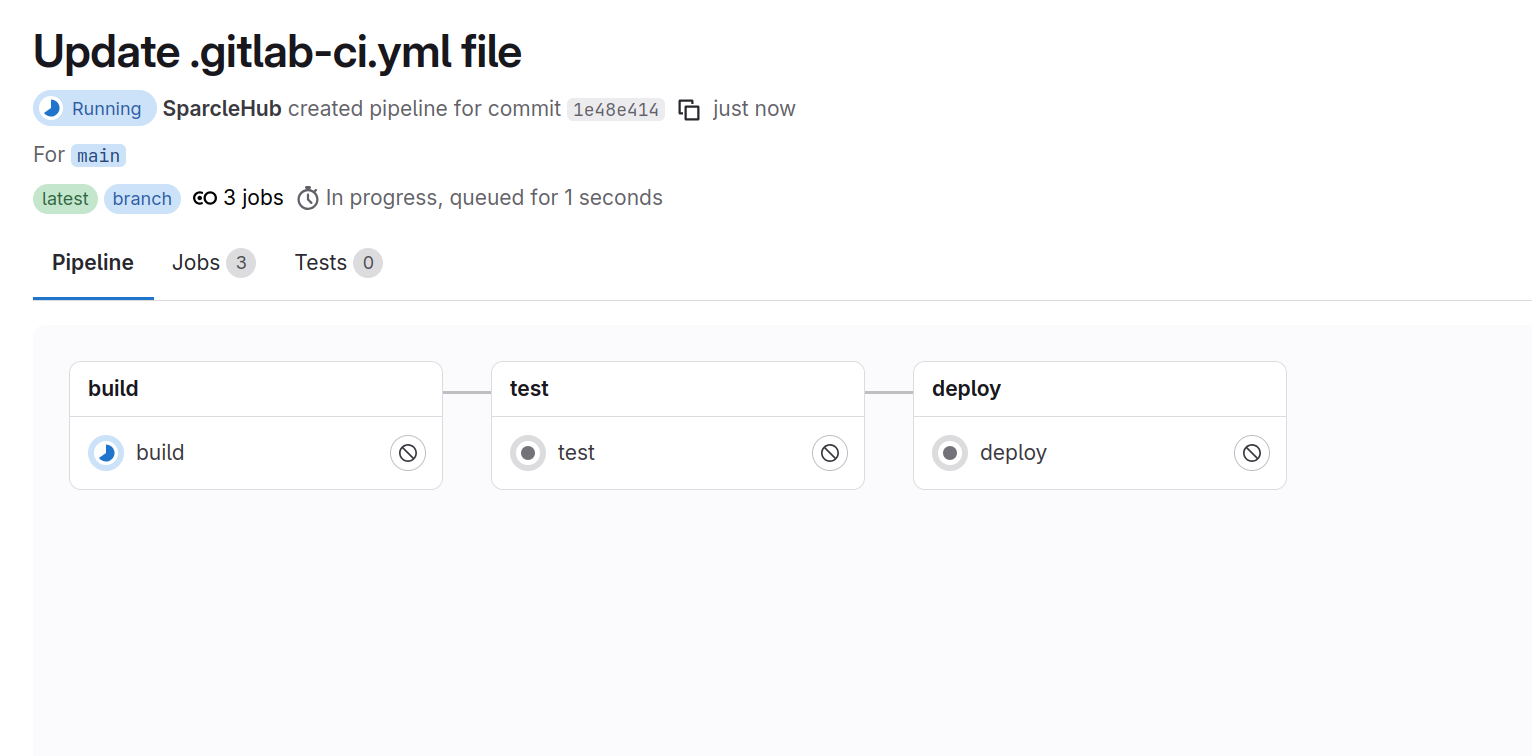 Update .gitlab-ci.yml file
Running SparcleHub created pipeline for commit 1e48e414 just now
For main
latest branch 3 jobs In progress, queued for 1 seconds
Pipeline Jobs 3 Tests 0
build test deploy
build test deploy